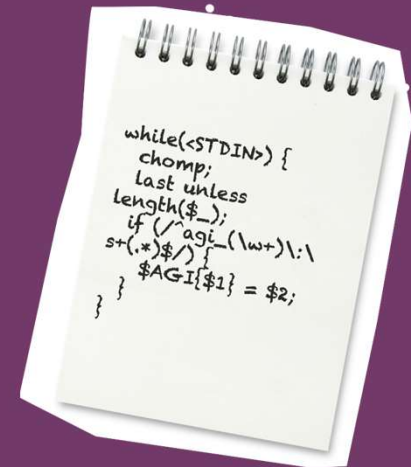 while(<STDIN>) {
chomp;
last unless
length($_);
if (/^agi_(\w+)\:\
s+(.*)$/) {
$AGI{$1} = $2;
}
}